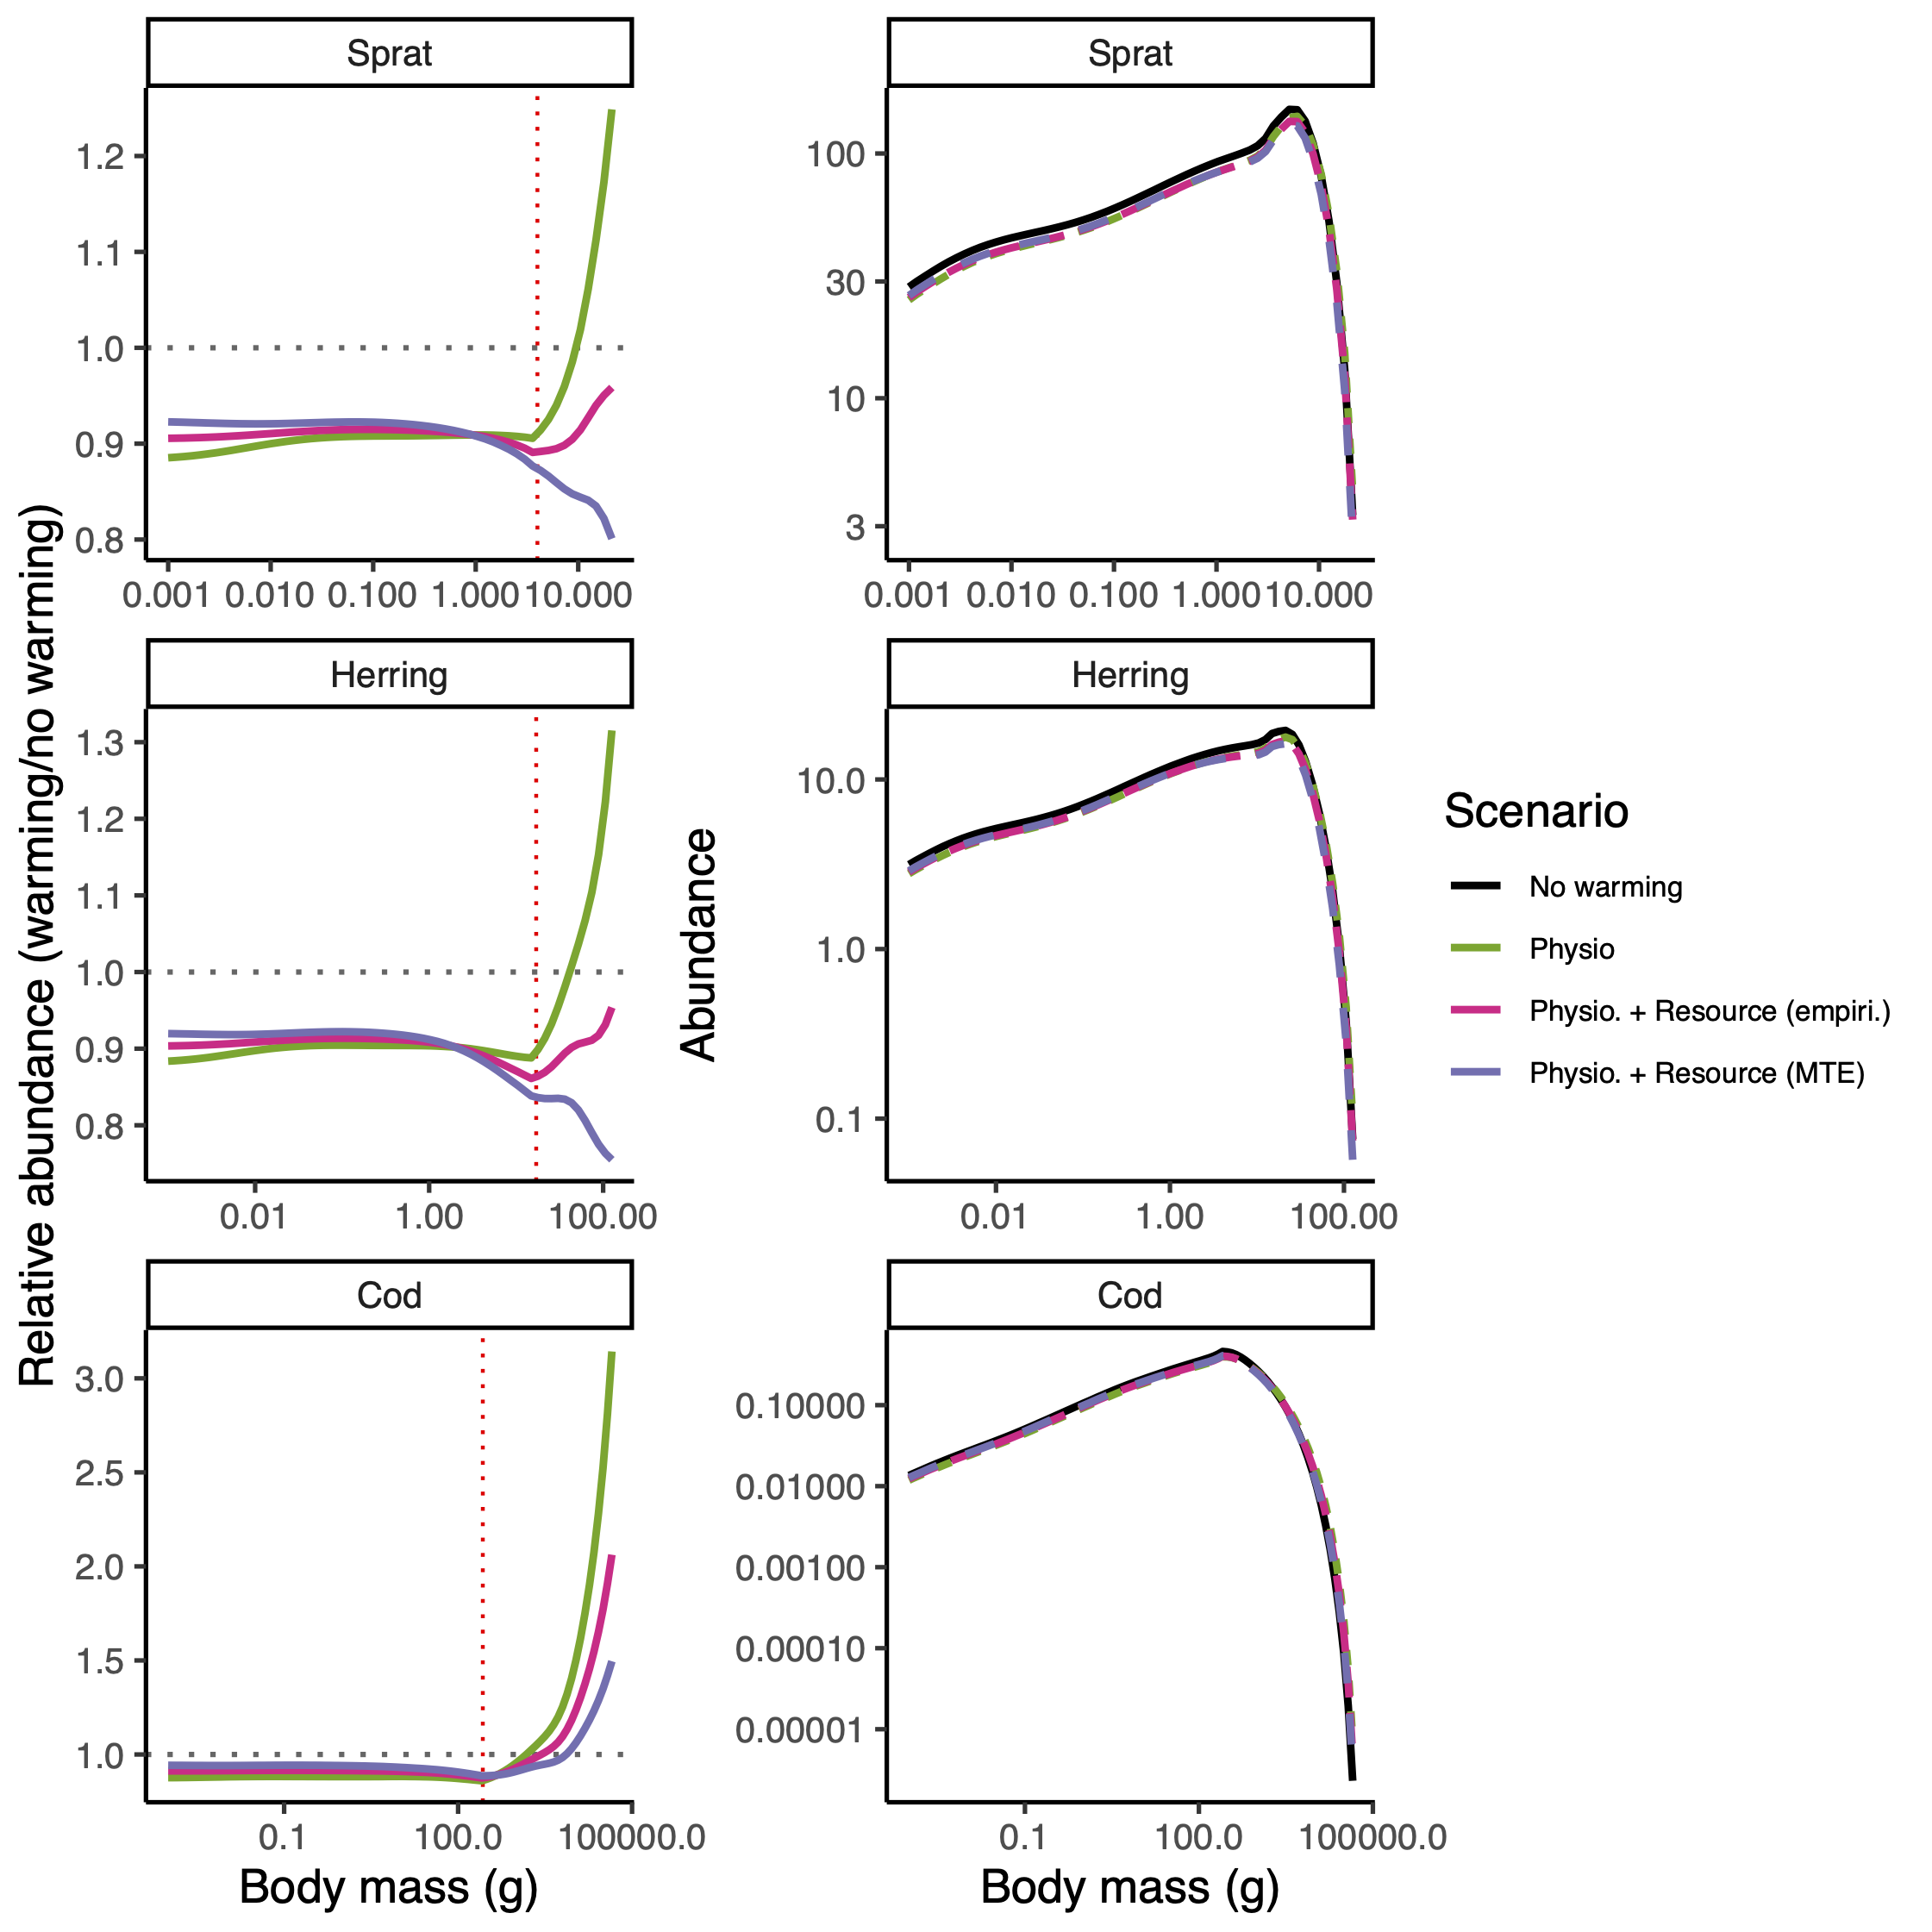 Sprat
Sprat
1.2
1.1
1.0
0.9
0.8
0.001 0.010 0.100 1.000 10.000
100
30
10
3
0.001 0.010 0.100 1.000 10.000
Relative abundance (warming/no warming)
Herring
Herring
1.3
1.2
1.1
1.0
0.9
0.8
0.01 1.00 100.00
Abundance
10.0
1.0
0.1
0.01 1.00 100.00
Scenario
No warming
Physio
Physio. + Resource (empiri.)
Physio. + Resource (MTE)
Cod
Cod
3.0
2.5
2.0
1.5
1.0
0.1 100.0 100000.0
Body mass (g)
0.10000
0.01000
0.00100
0.00010
0.00001
0.1 100.0 100000.0
Body mass (g)